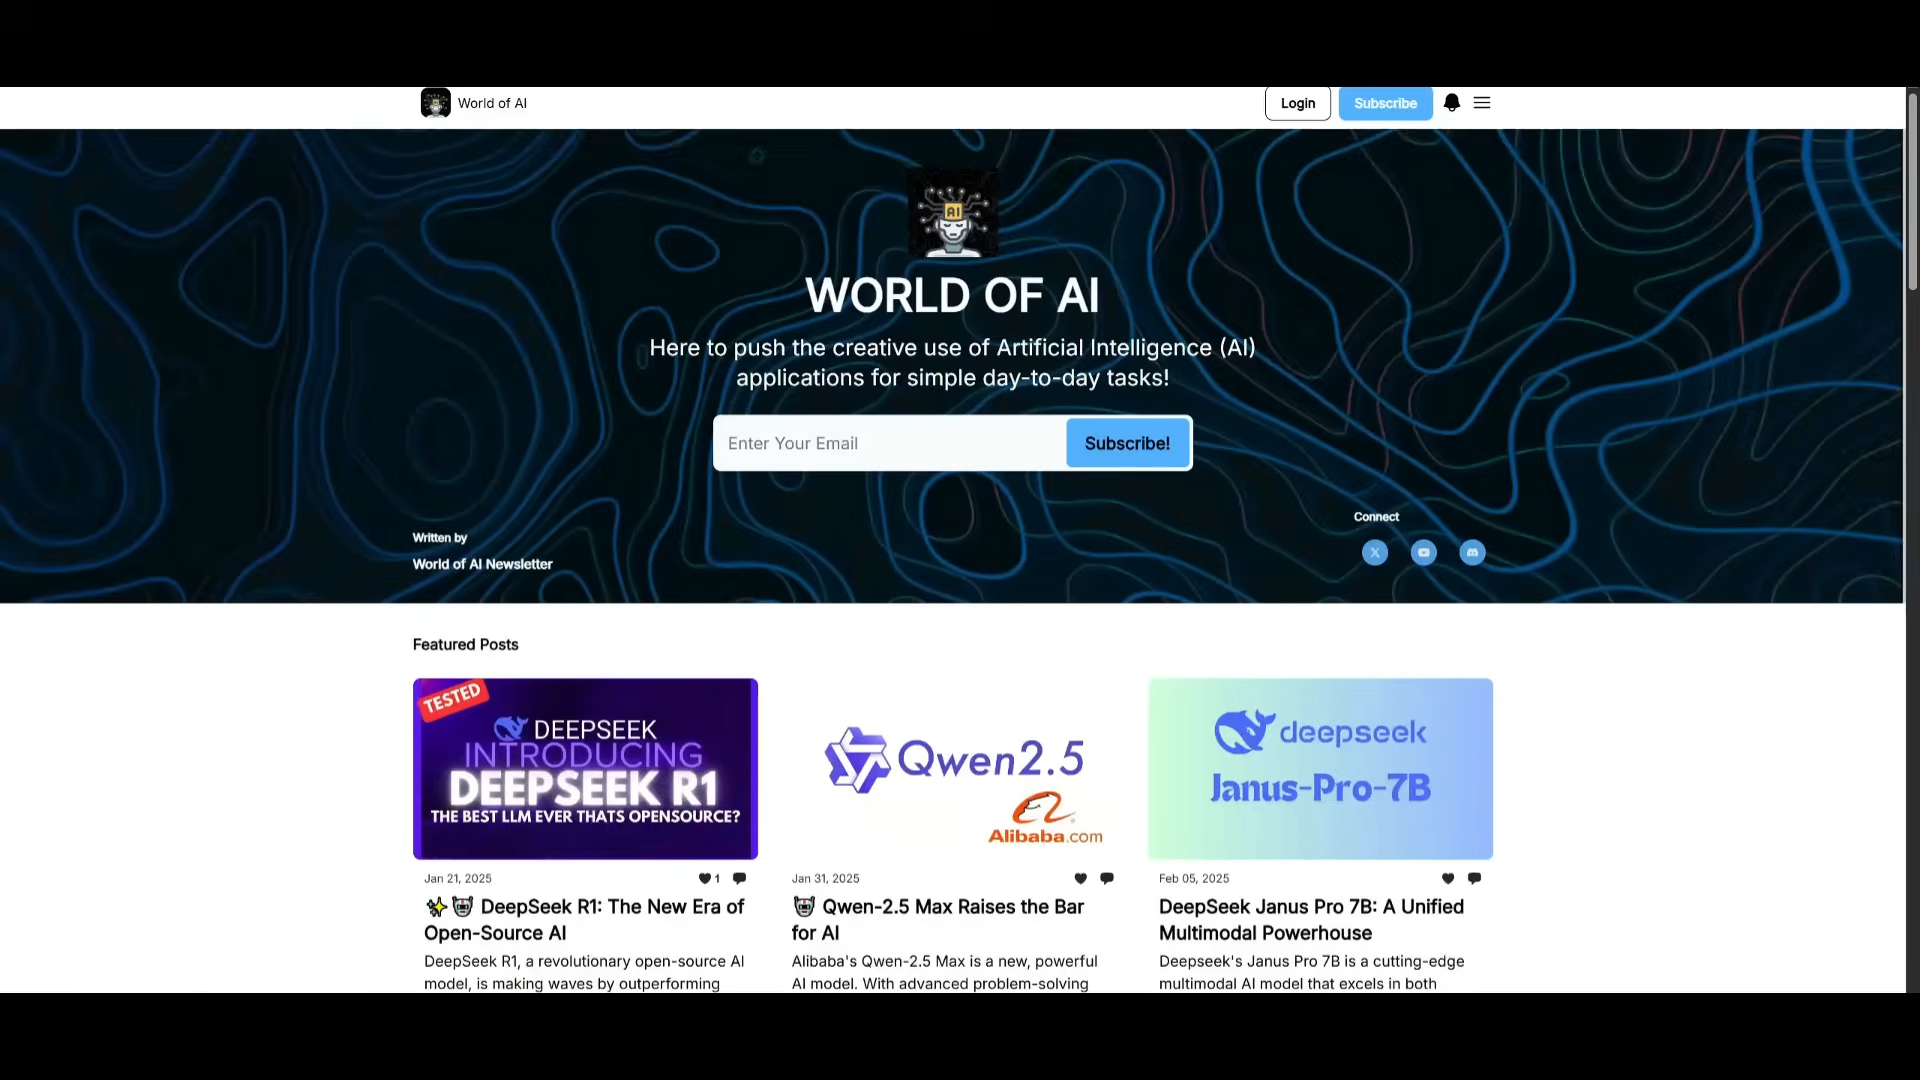 World of AI
Login
Subscribe
AI
WORLD OF AI
Here to push the creative use of Artificial Intelligence (AI)
applications for simple day-to-day tasks!
Enter Your Email
Subscribe!
Connect
Written by
World of AI Newsletter
Featured Posts
TESTED
DEEPSEEK
INTRODUCING
DEEPSEEK R1
THE BEST LLM EVER THATS OPENSOURCE?
Jan 21, 2025
1
DeepSeek R1: The New Era of
Open-Source AI
DeepSeek R1, a revolutionary open-source AI
model, is making waves by outperforming
Qwen2.5
Alibaba.com
Jan 31, 2025
Qwen-2.5 Max Raises the Bar
for AI
Alibaba's Qwen-2.5 Max is a new, powerful
AI model. With advanced problem-solving
deepseek
Janus-Pro-7B
Feb 05, 2025
DeepSeek Janus Pro 7B: A Unified
Multimodal Powerhouse
Deepseek's Janus Pro 7B is a cutting-edge
multimodal AI model that excels in both